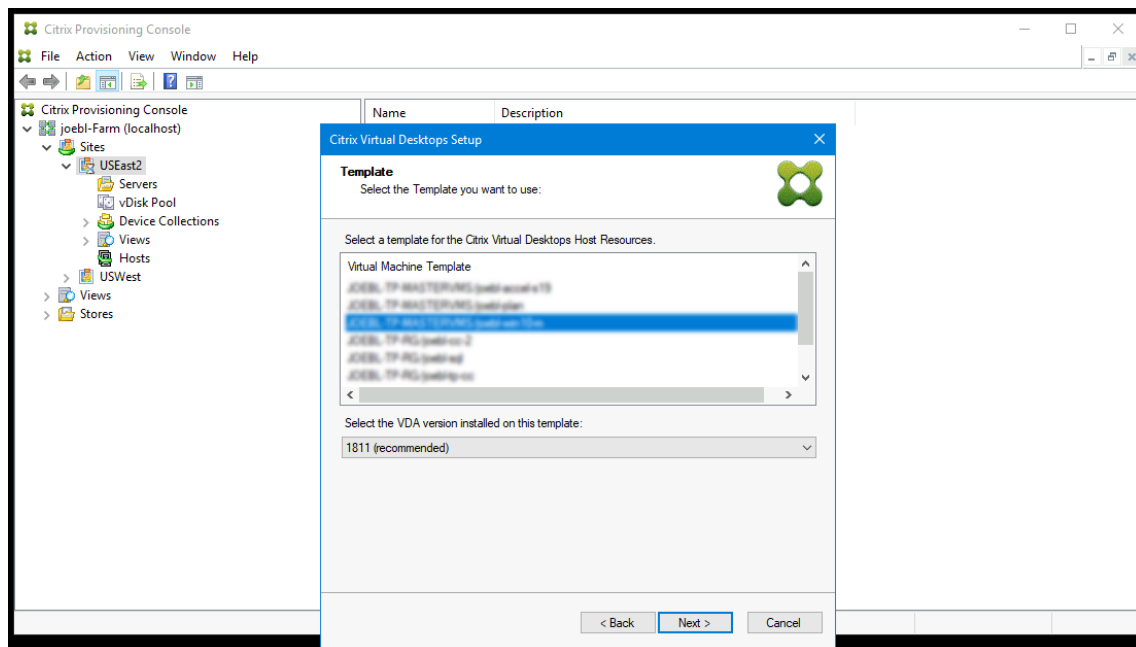 Citrix Provisioning Console
File Action View Window Help
Citrix Provisioning Console
joebl-Farm (localhost)
Sites
USEast2
Servers
vDisk Pool
Device Collections
Views
Hosts
USWest
Views
Stores
Name Description
Citrix Virtual Desktops Setup
Template
Select the Template you want to use:
Select a template for the Citrix Virtual Desktops Host Resources.
Virtual Machine Template
Select the VDA version installed on this template:
1811 (recommended)
< Back Next > Cancel